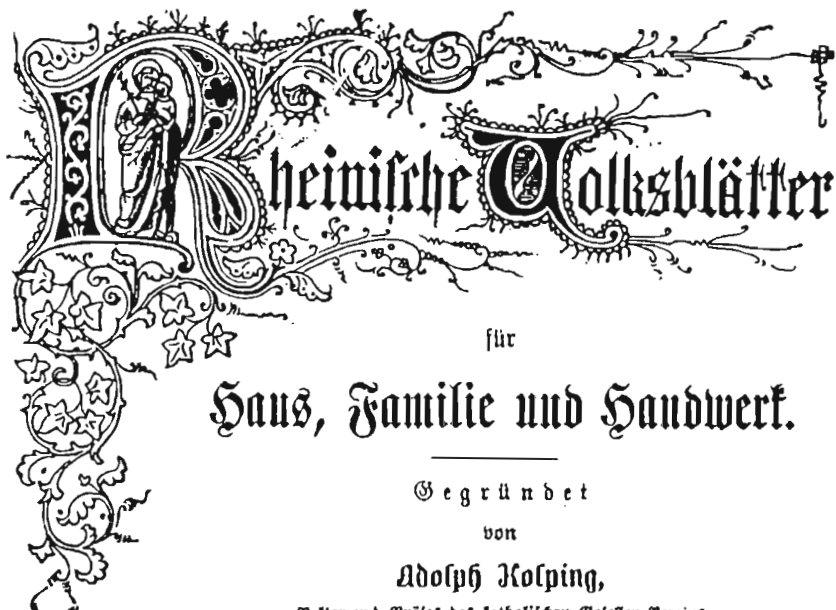 Rheinische Volksblätter
für
Haus, Familie und Handwerk.
Gegründet
von
Adolph Kolping,